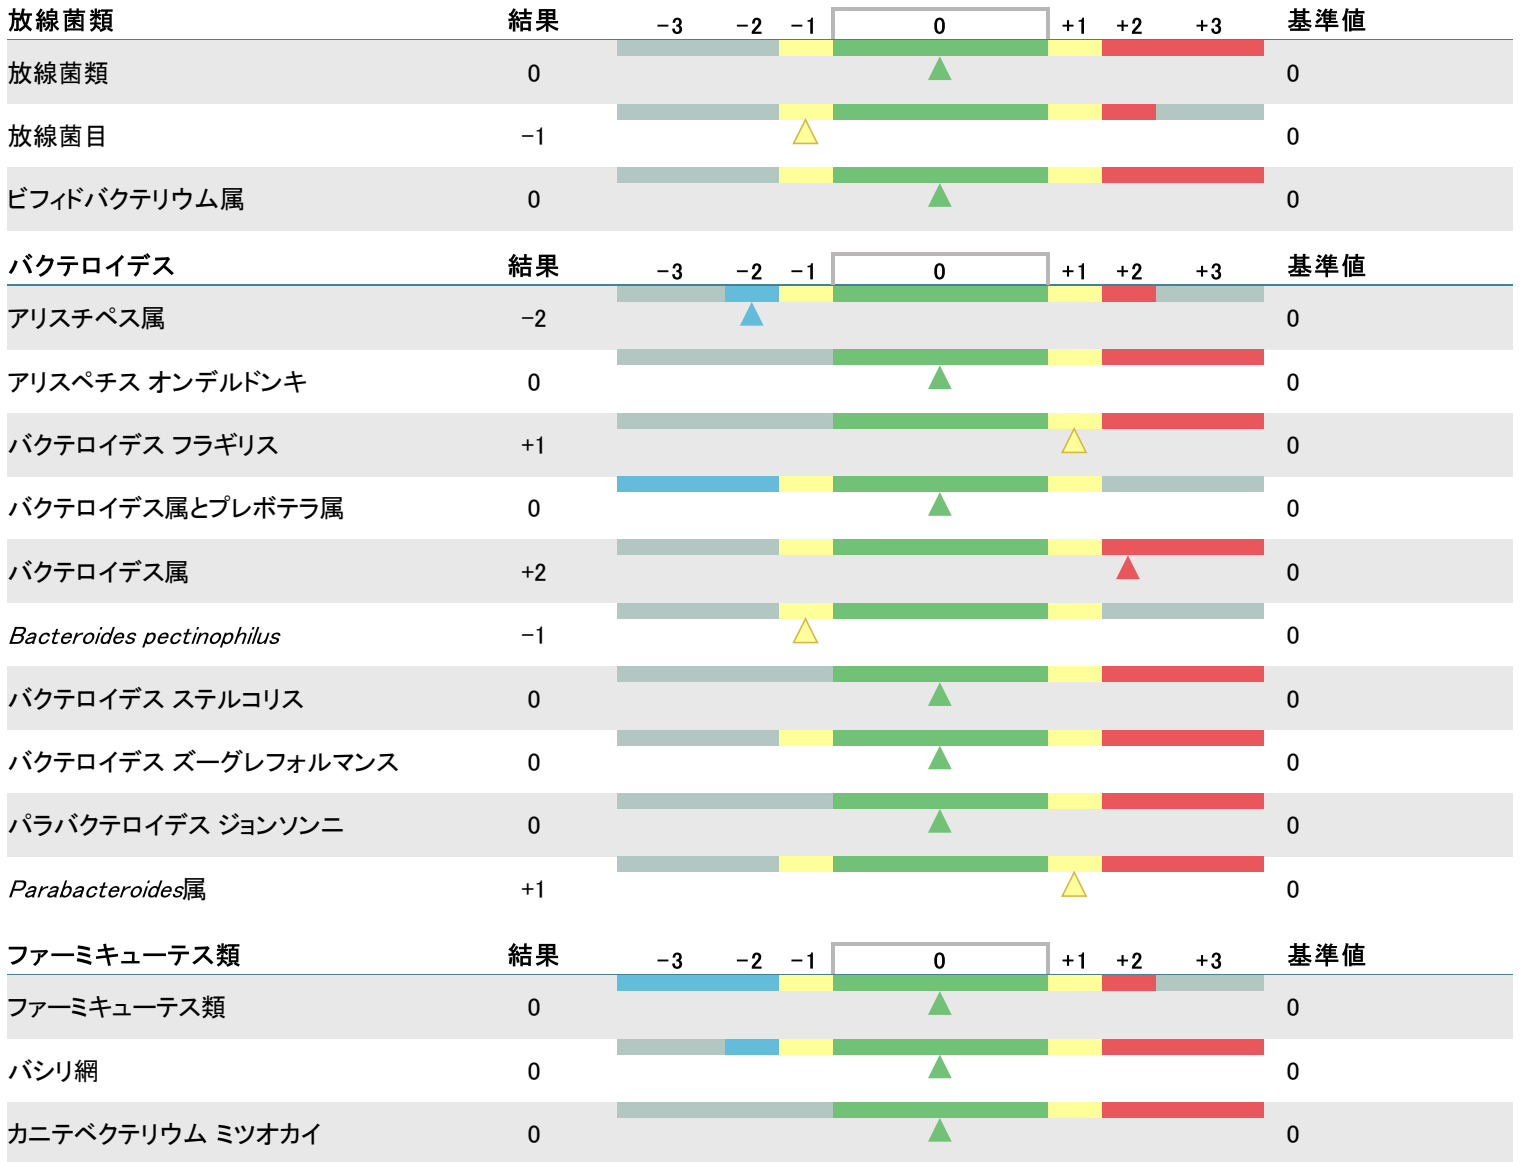 放線菌類 結果 -3 -2 -1 0 +1 +2 +3 基準値
放線菌類 0 0
放線菌目 -1 0
ビフィドバクテリウム属 0 0
バクテロイデス 結果 -3 -2 -1 0 +1 +2 +3 基準値
アリスチペス属 -2 0
アリスペチス オンデルドンキ 0 0
バクテロイデス フラギリス +1 0
バクテロイデス属とプレボテラ属 0 0
バクテロイデス属 +2 0
Bacteroides pectinophilus -1 0
バクテロイデス ステルコリス 0 0
バクテロイデス ズーグレフォルマンス 0 0
パラバクテロイデス ジョンソンニ 0 0
Parabacteroides属 +1 0
ファーミキューテス類 結果 -3 -2 -1 0 +1 +2 +3 基準値
ファーミキューテス類 0 0
バシリ網 0 0
カニテベクテリウム ミツオカイ 0 0